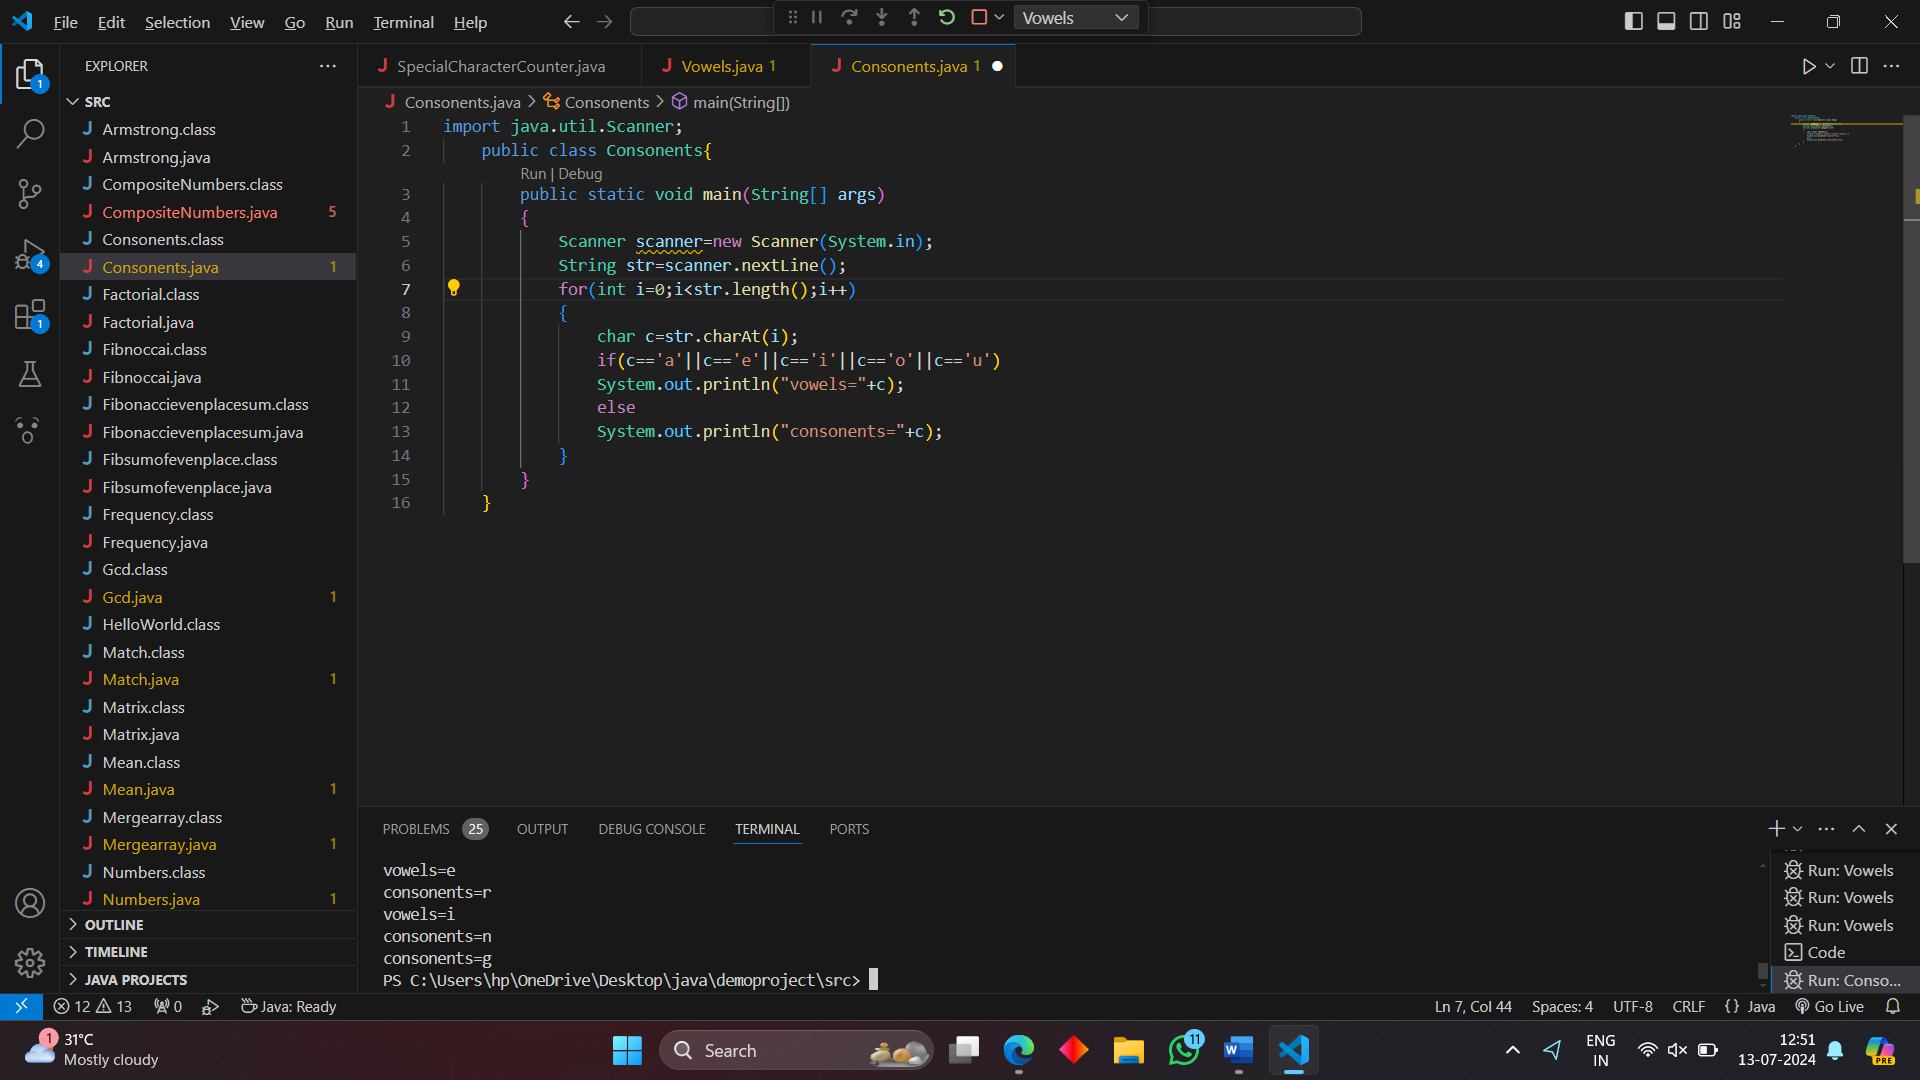 File Edit Selection View Go Run Terminal Help
Vowels
EXPLORER
SRC
Armstrong.class
Armstrong.java
CompositeNumbers.class
CompositeNumbers.java 5
Consonents.class
Consonents.java 1
Factorial.class
Factorial.java
Fibnoccai.class
Fibnoccai.java
Fibonaccievenplacesum.class
Fibonaccievenplacesum.java
Fibsumofevenplace.class
Fibsumofevenplace.java
Frequency.class
Frequency.java
Gcd.class
Gcd.java 1
HelloWorld.class
Match.class
Match.java 1
Matrix.class
Matrix.java
Mean.class
Mean.java 1
Mergearray.class
Mergearray.java 1
Numbers.class
Numbers.java 1
OUTLINE
TIMELINE
JAVA PROJECTS
1
4
1
SpecialCharacterCounter.java Vowels.java 1 Consonents.java 1
Consonents.java > Consonents > main(String[])
1 import java.util.Scanner;
2 public class Consonents{
Run | Debug
3 public static void main(String[] args)
4 {
5 Scanner scanner=new Scanner(System.in);
6 String str=scanner.nextLine();
7 for(int i=0;i<str.length();i++)
8 {
9 char c=str.charAt(i);
10 if(c=='a'||c=='e'||c=='i'||c=='o'||c=='u')
11 System.out.println("vowels="+c);
12 else
13 System.out.println("consonents="+c);
14 }
15 }
16 }
PROBLEMS 25 OUTPUT DEBUG CONSOLE TERMINAL PORTS
vowels=e
consonents=r
vowels=i
consonents=n
consonents=g
PS C:\Users\hp\OneDrive\Desktop\java\demoproject\src>
Run: Vowels
Run: Vowels
Run: Vowels
Code
Run: Conso...
12 13 0 Java: Ready Ln 7, Col 44 Spaces: 4 UTF-8 CRLF {} Java Go Live
1
31°C
Mostly cloudy
Search
11
ENG
IN
12:51
13-07-2024
PRE